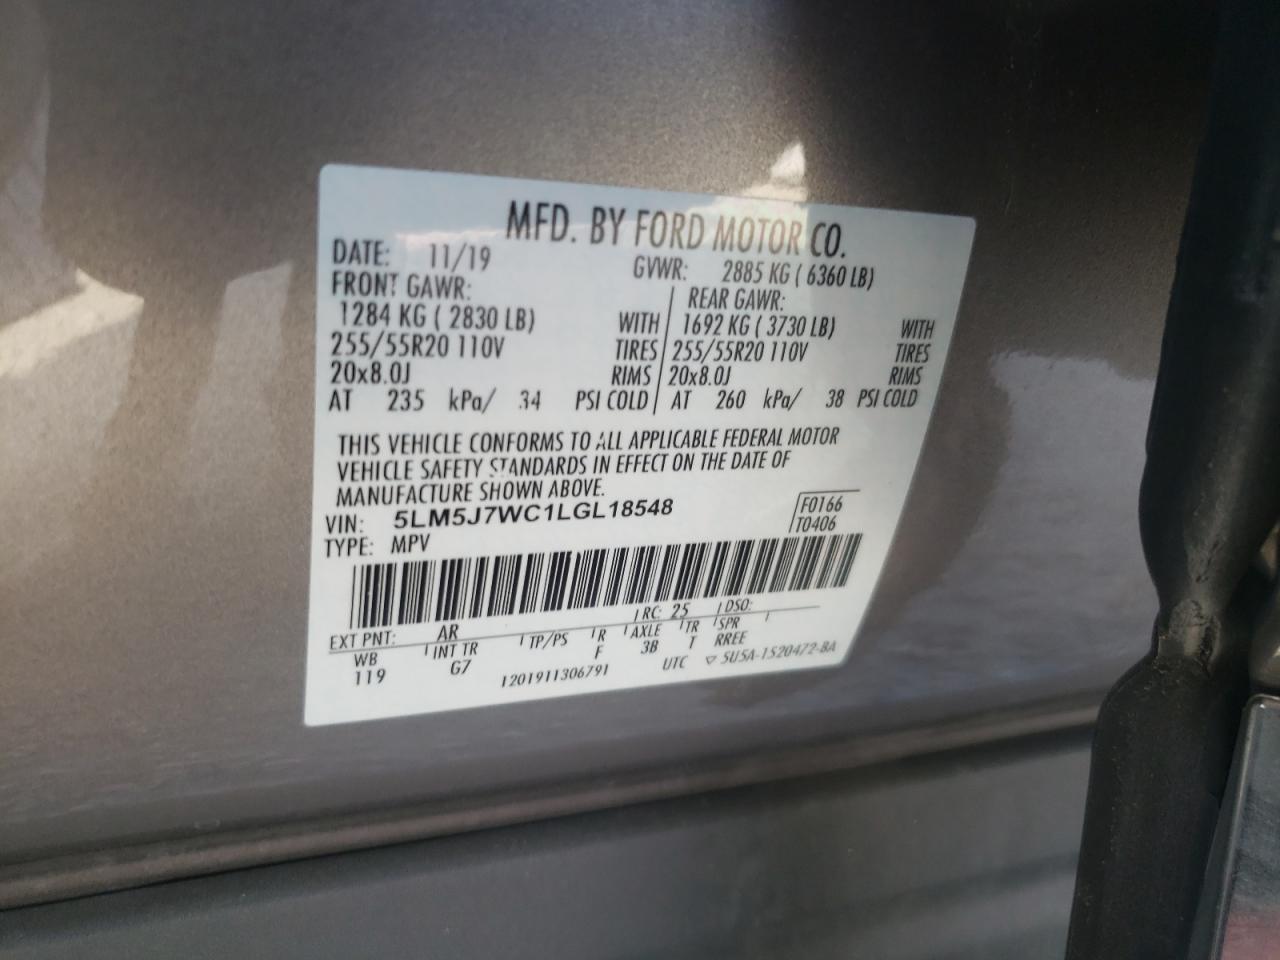 MFD. BY FORD MOTOR CO.
DATE: 11/19 GVWR: 2885 KG ( 6360 LB)
FRONT GAWR: REAR GAWR:
1284 KG ( 2830 LB) WITH 1692 KG ( 3730 LB) WITH
255/55R20 110V TIRES 255/55R20 110V TIRES
20x8.0J RIMS 20x8.0J RIMS
AT 235 kPa/ 34 PSI COLD AT 260 kPa/ 38 PSI COLD
THIS VEHICLE CONFORMS TO ALL APPLICABLE FEDERAL MOTOR
VEHICLE SAFETY STANDARDS IN EFFECT ON THE DATE OF
MANUFACTURE SHOWN ABOVE.
VIN: 5LM5J7WC1LGL18548 F0166
TYPE: MPV T0406
EXT PNT: AR RC: 25 DSO:
WB INT TR TP/PS R AXLE TR SPR
119 G7 F 3B T RREE
1201911306791 UTC ▽ 5U5A-1520472-BA